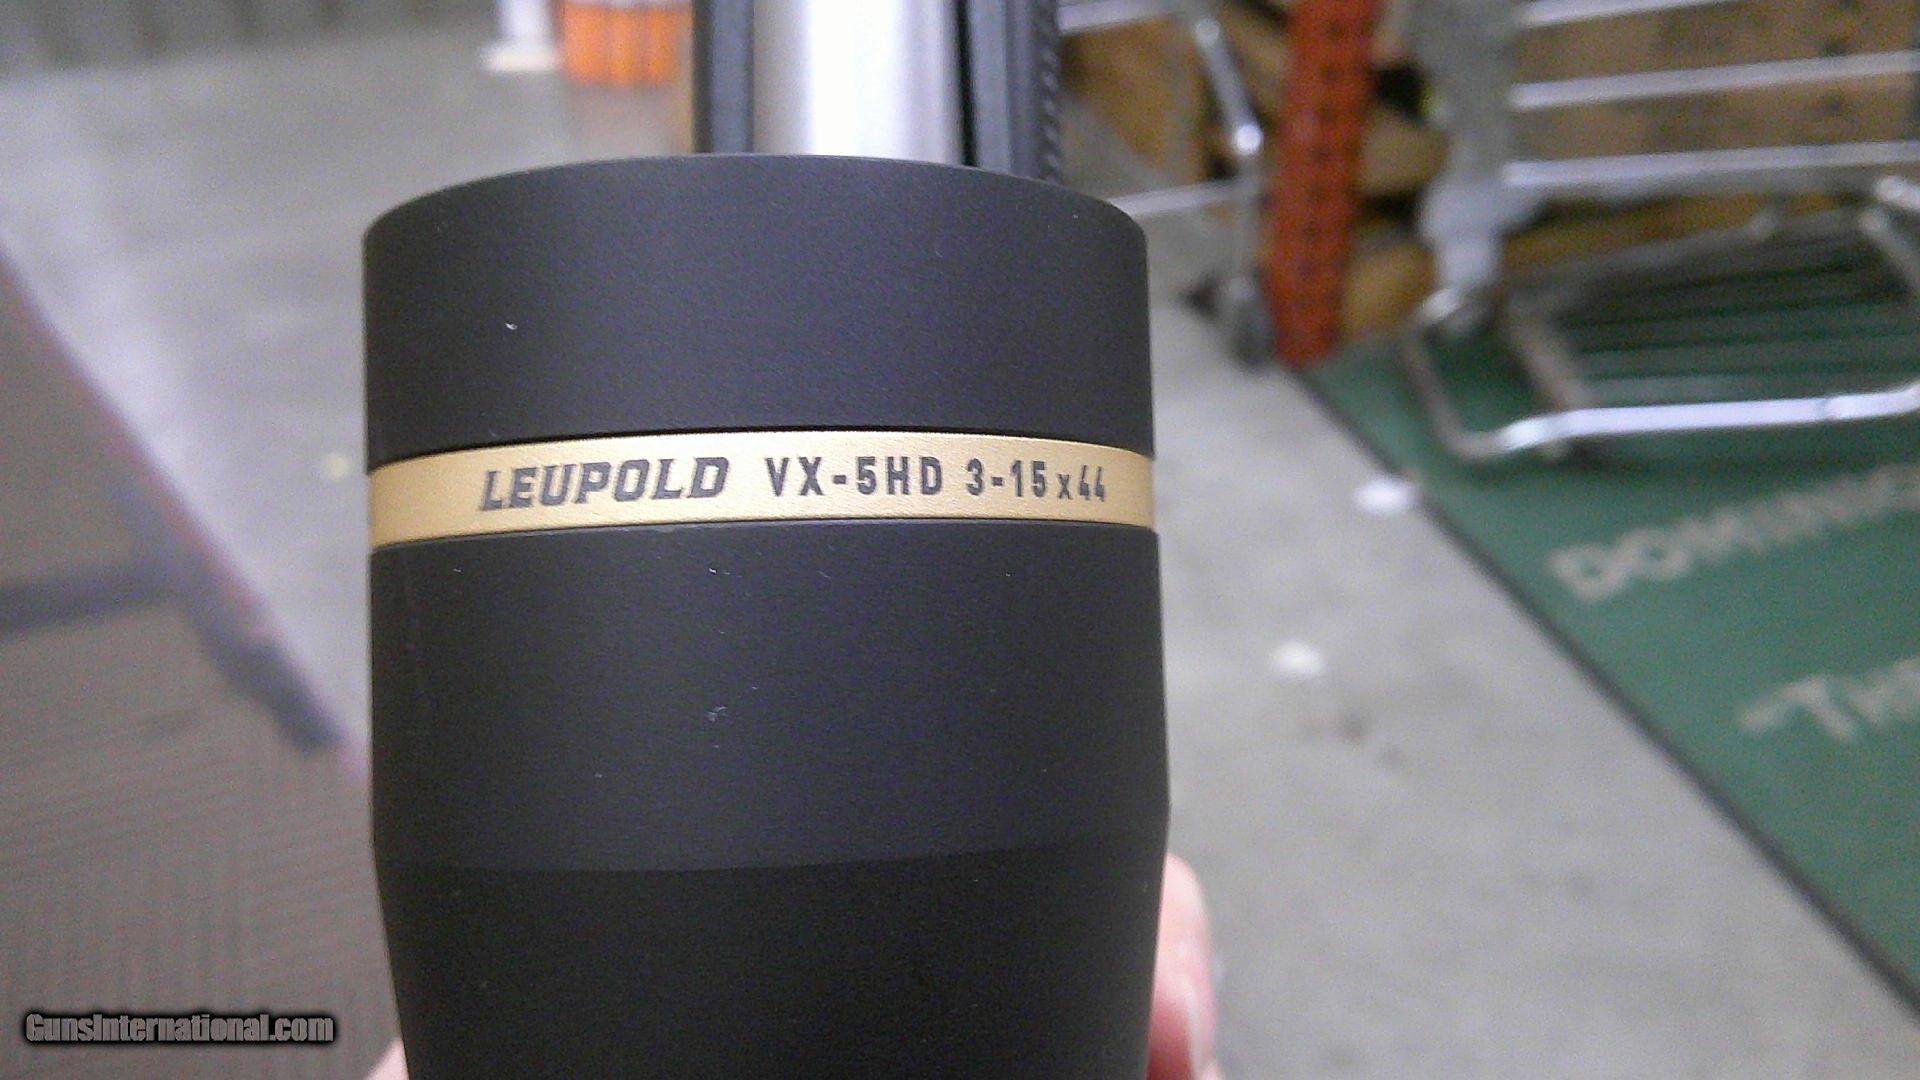 LEUPOLD VX-5HD 3-15x44
GunsInternational.com